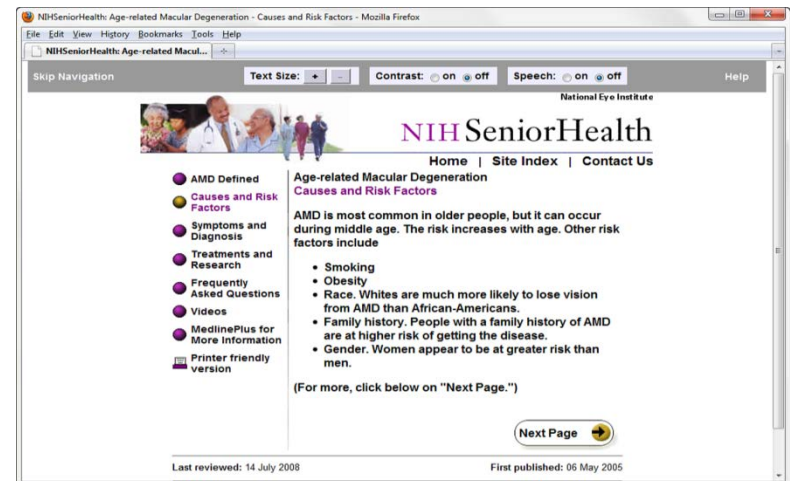 NIHSeniorHealth: Age-related Macular Degeneration - Causes and Risk Factors - Mozilla Firefox
File Edit View History Bookmarks Tools Help
NIHSeniorHealth: Age-related Macul...
Skip Navigation Text Size: + - Contrast: on off Speech: on off Help
National Eye Institute
NIH SeniorHealth
Home | Site Index | Contact Us
AMD Defined
Causes and Risk
Factors
Symptoms and
Diagnosis
Treatments and
Research
Frequently
Asked Questions
Videos
MedlinePlus for
More Information
Printer friendly
version
Age-related Macular Degeneration
Causes and Risk Factors
AMD is most common in older people, but it can occur
during middle age. The risk increases with age. Other risk
factors include
• Smoking
• Obesity
• Race. Whites are much more likely to lose vision
from AMD than African-Americans.
• Family history. People with a family history of AMD
are at higher risk of getting the disease.
• Gender. Women appear to be at greater risk than
men.
(For more, click below on "Next Page.")
Next Page
Last reviewed: 14 July 2008 First published: 06 May 2005